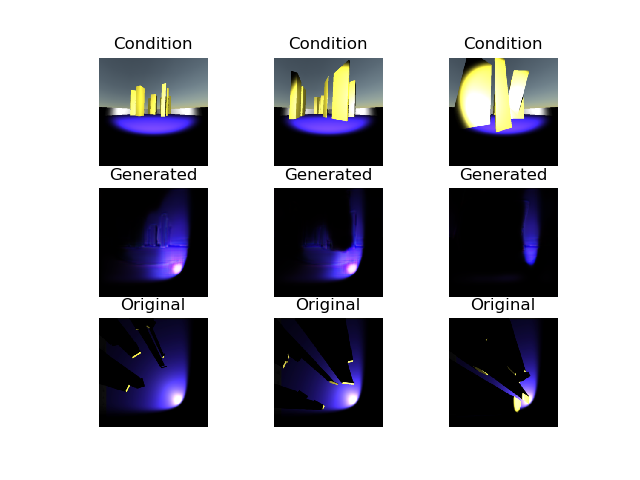 Condition Condition Condition
Generated Generated Generated
Original Original Original